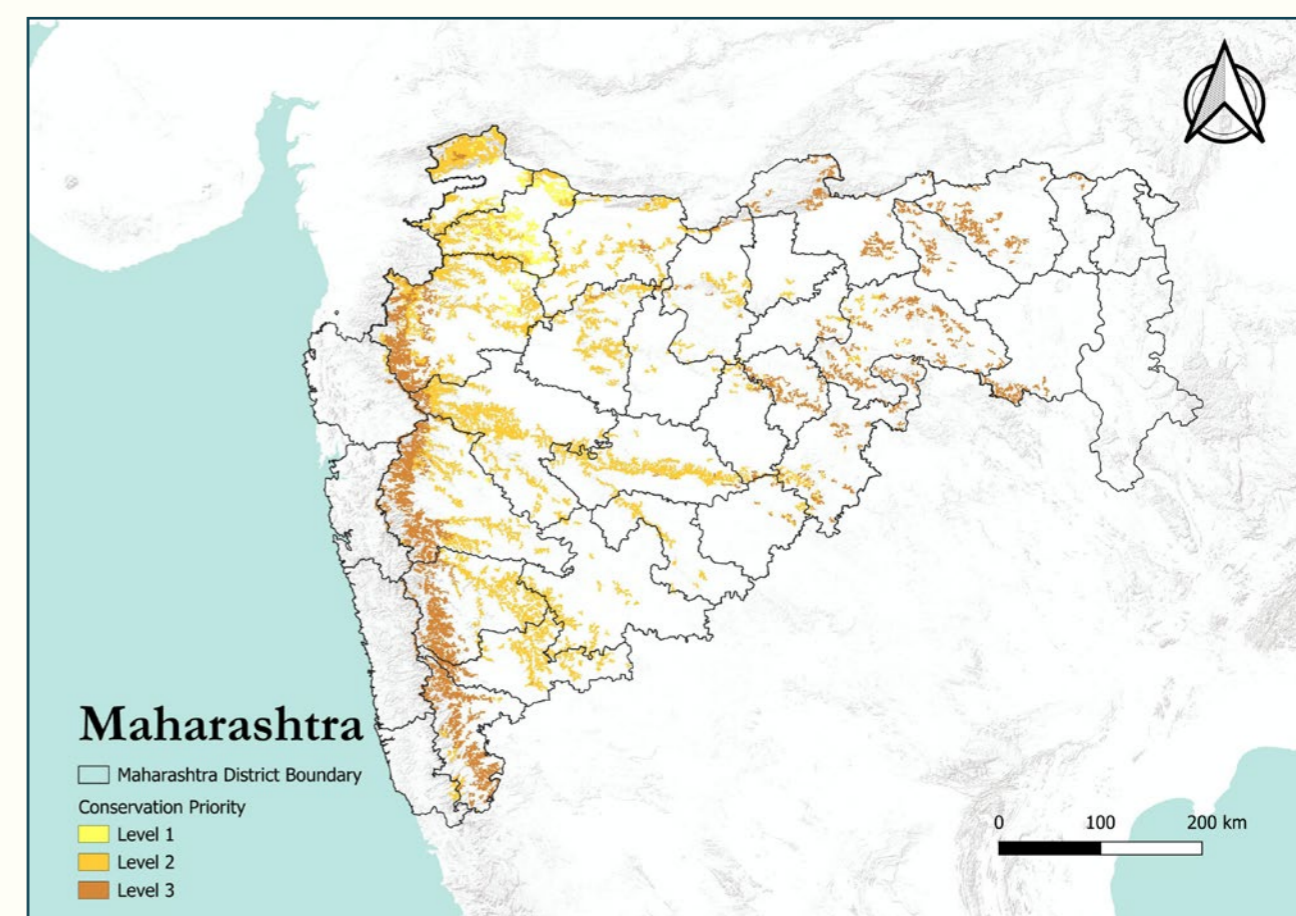 Maharashtra
Maharashtra District Boundary
Conservation Priority
Level 1
Level 2
Level 3
0 100 200 km